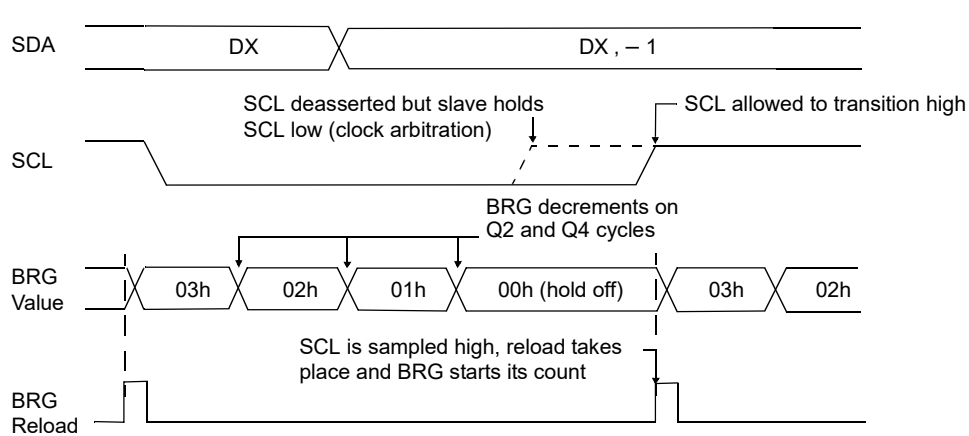 SDA
DX
DX , – 1
SCL deasserted but slave holds
SCL low (clock arbitration)
SCL allowed to transition high
SCL
BRG decrements on
Q2 and Q4 cycles
BRG
Value
03h
02h
01h
00h (hold off)
03h
02h
SCL is sampled high, reload takes
place and BRG starts its count
BRG
Reload